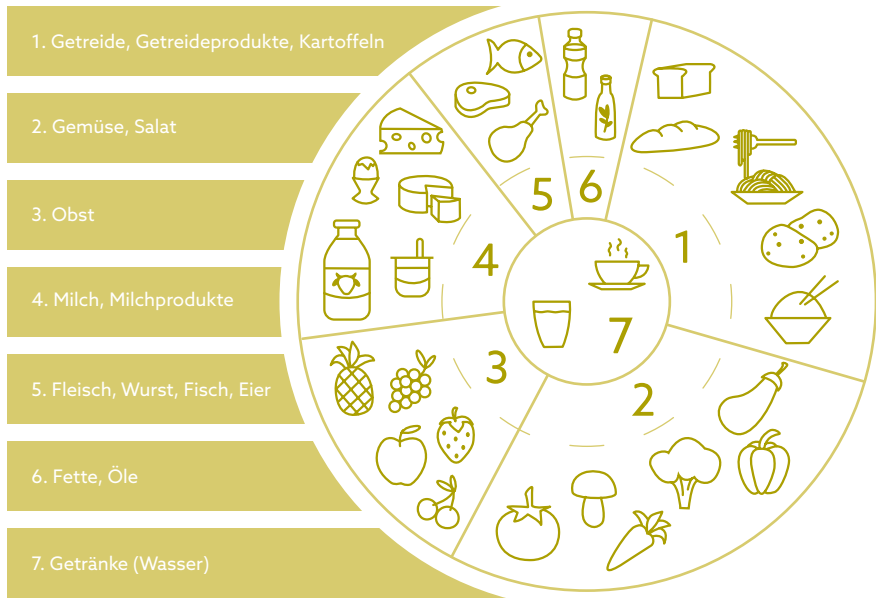 1. Getreide, Getreideprodukte, Kartoffeln
2. Gemüse, Salat
3. Obst
4. Milch, Milchprodukte
5. Fleisch, Wurst, Fisch, Eier
6. Fette, Öle
7. Getränke (Wasser)
5
6
1
4
7
3
2